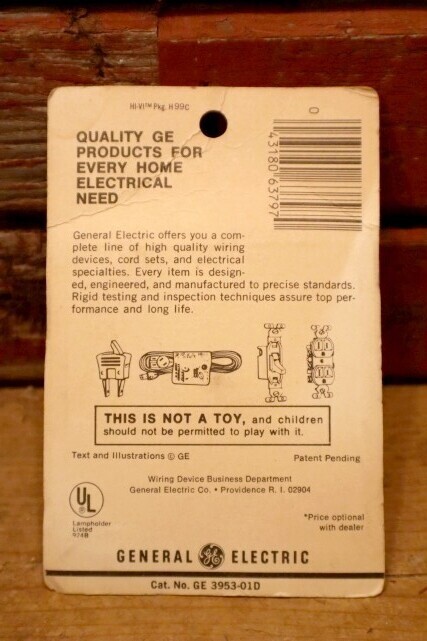 HI-VI™ Pkg. H99C
0
43180 63797
QUALITY GE
PRODUCTS FOR
EVERY HOME
ELECTRICAL
NEED
General Electric offers you a com-
plete line of high quality wiring
devices, cord sets, and electrical
specialties. Every item is design-
ed, engineered, and manufactured to precise standards.
Rigid testing and inspection techniques assure top per-
formance and long life.
THIS IS NOT A TOY, and children
should not be permitted to play with it.
Text and Illustrations © GE
Patent Pending
Wiring Device Business Department
General Electric Co. • Providence R. I. 02904
UL
Lampholder
Listed
974B
*Price optional
with dealer
GENERAL GE ELECTRIC
Cat. No. GE 3953-01D